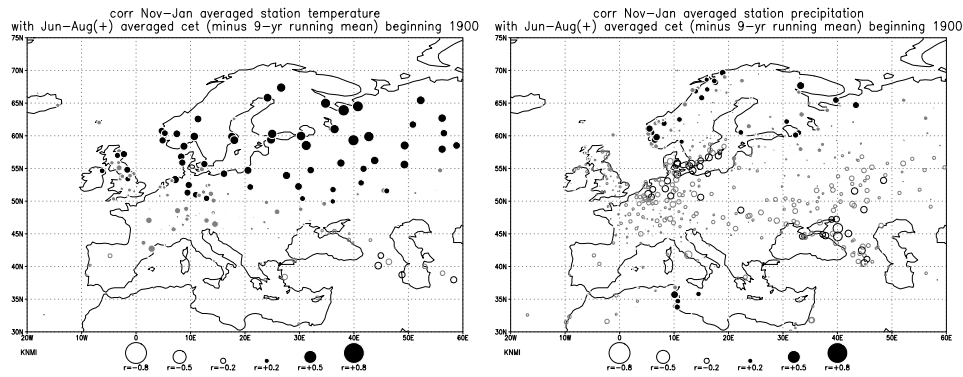 corr Nov-Jan averaged station temperature
with Jun-Aug(+) averaged cet (minus 9-yr running mean) beginning 1900
75N
70N
65N
60N
55N
50N
45N
40N
35N
30N
20W
10W
0
10E
20E
30E
40E
50E
60E
KNMI
r=-0.8
r=-0.5
r=-0.2
r=+0.2
r=+0.5
r=+0.8
corr Nov-Jan averaged station precipitation
with Jun-Aug(+) averaged cet (minus 9-yr running mean) beginning 1900
75N
70N
65N
60N
55N
50N
45N
40N
35N
30N
20W
10W
0
10E
20E
30E
40E
50E
60E
KNMI
r=-0.8
r=-0.5
r=-0.2
r=+0.2
r=+0.5
r=+0.8